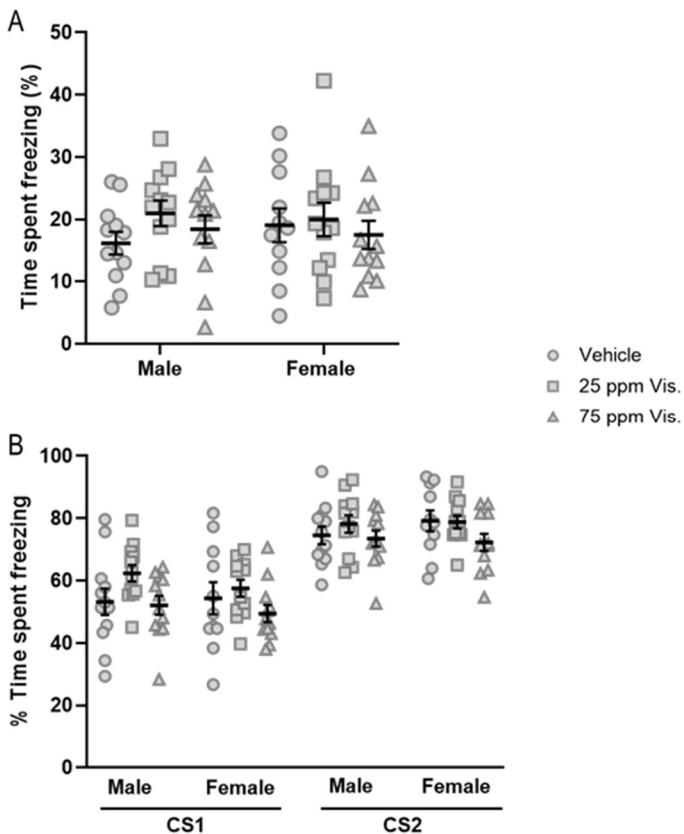 A
Time spent freezing (%)
50
40
30
20
10
0
Male Female
Vehicle
25 ppm Vis.
75 ppm Vis.
B
% Time spent freezing
100
80
60
40
20
0
Male Female Male Female
CS1 CS2